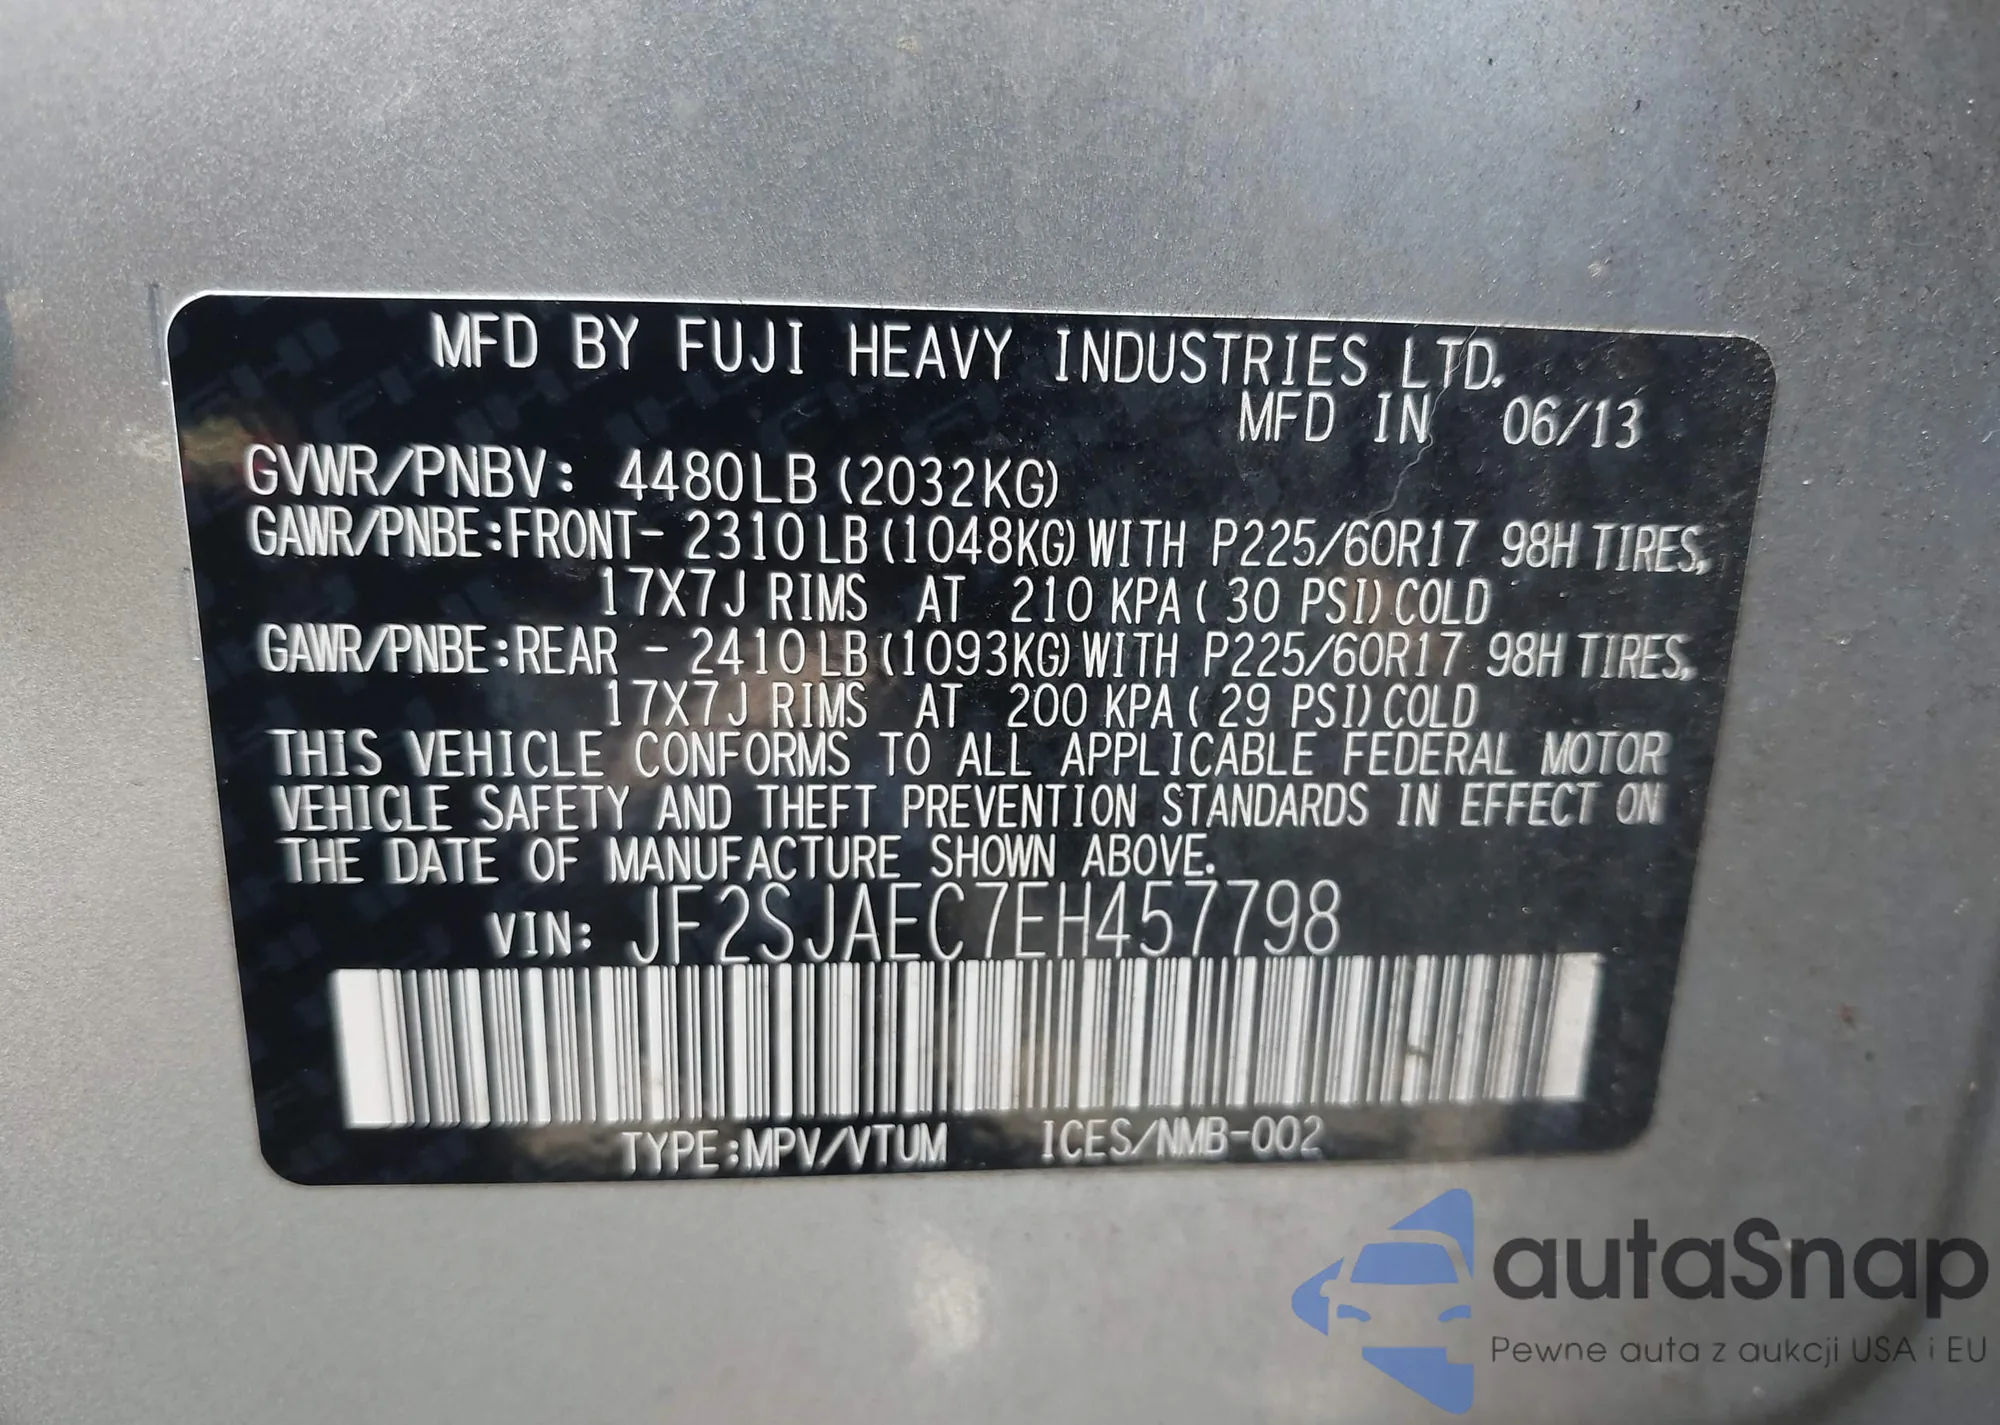 MFD BY FUJI HEAVY INDUSTRIES LTD.
MFD IN 06/13
GVWR/PNBV: 4480LB (2032KG)
GAWR/PNBE:FRONT- 2310LB (1048KG) WITH P225/60R17 98H TIRES,
17X7J RIMS AT 210 KPA ( 30 PSI) COLD
GAWR/PNBE:REAR - 2410LB (1093KG) WITH P225/60R17 98H TIRES,
17X7J RIMS AT 200 KPA ( 29 PSI) COLD
THIS VEHICLE CONFORMS TO ALL APPLICABLE FEDERAL MOTOR
VEHICLE SAFETY AND THEFT PREVENTION STANDARDS IN EFFECT ON
THE DATE OF MANUFACTURE SHOWN ABOVE.
VIN: JF2SJAEC7EH457798
TYPE:MPV/VTUM ICES/NMB-002
autaSnap
Pewne auta z aukcji USA i EU